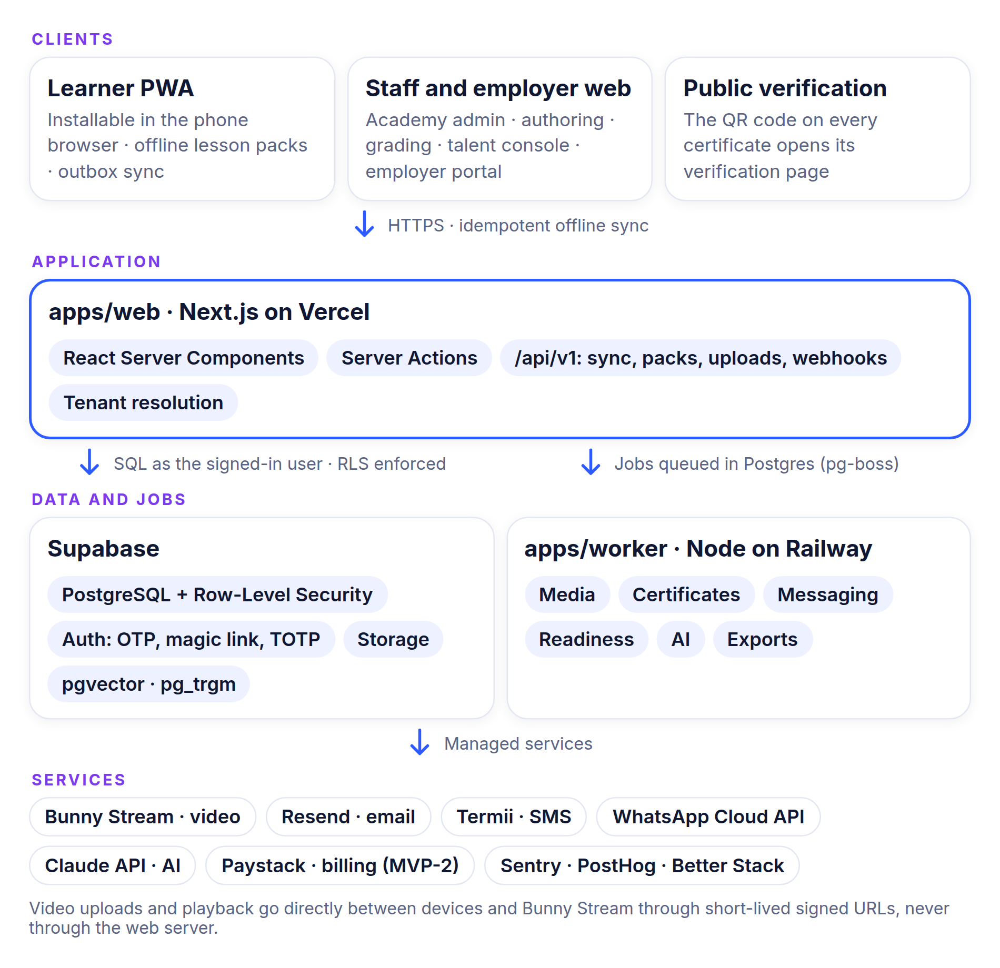 CLIENTS
Learner PWA
Installable in the phone
browser · offline lesson packs
· outbox sync
Staff and employer web
Academy admin · authoring ·
grading · talent console ·
employer portal
Public verification
The QR code on every
certificate opens its
verification page
HTTPS · idempotent offline sync
APPLICATION
apps/web · Next.js on Vercel
React Server Components
Server Actions
/api/v1: sync, packs, uploads, webhooks
Tenant resolution
SQL as the signed-in user · RLS enforced
Jobs queued in Postgres (pg-boss)
DATA AND JOBS
Supabase
PostgreSQL + Row-Level Security
Auth: OTP, magic link, TOTP
Storage
pgvector · pg_trgm
apps/worker · Node on Railway
Media
Certificates
Messaging
Readiness
AI
Exports
Managed services
SERVICES
Bunny Stream · video
Resend · email
Termii · SMS
WhatsApp Cloud API
Claude API · AI
Paystack · billing (MVP-2)
Sentry · PostHog · Better Stack
Video uploads and playback go directly between devices and Bunny Stream through short-lived signed URLs, never
through the web server.